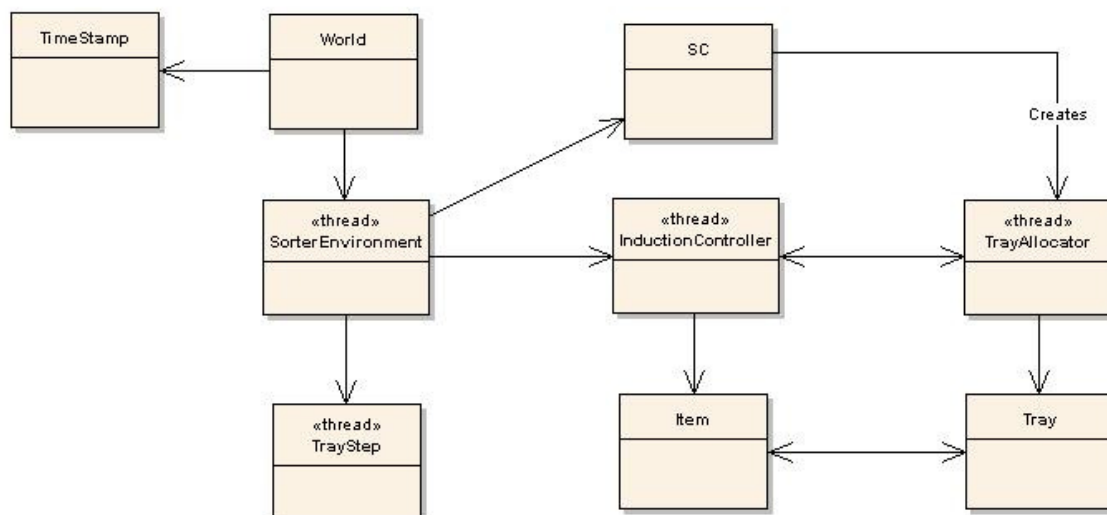 TimeStamp
World
SC
Creates
«thread»
SorterEnvironment
«thread»
InductionController
«thread»
TrayAllocator
«thread»
TrayStep
Item
Tray